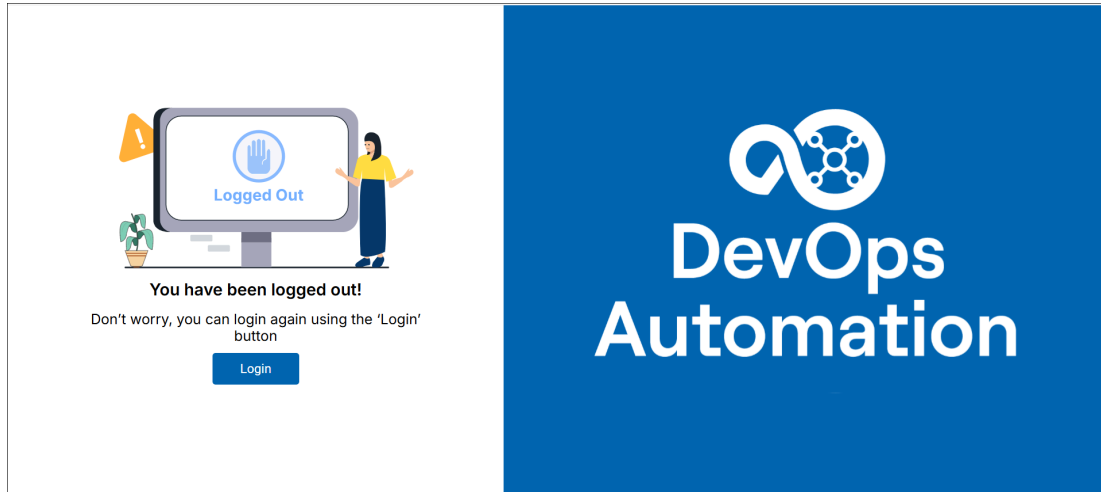 Logged Out
You have been logged out!
Don’t worry, you can login again using the ‘Login’
button
Login
DevOps
Automation